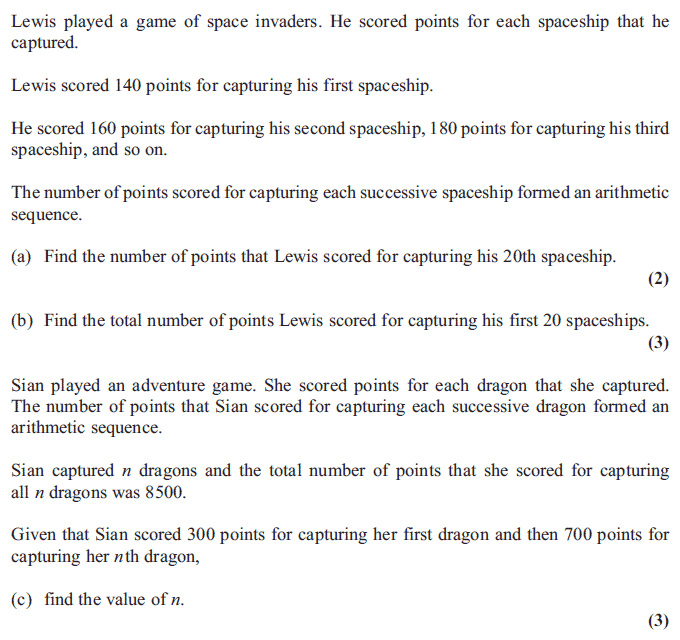 Lewis played a game of space invaders. He scored points for each spaceship that he
captured.
Lewis scored 140 points for capturing his first spaceship.
He scored 160 points for capturing his second spaceship, 180 points for capturing his third
spaceship, and so on.
The number of points scored for capturing each successive spaceship formed an arithmetic
sequence.
(a) Find the number of points that Lewis scored for capturing his 20th spaceship.
(2)
(b) Find the total number of points Lewis scored for capturing his first 20 spaceships.
(3)
Sian played an adventure game. She scored points for each dragon that she captured.
The number of points that Sian scored for capturing each successive dragon formed an
arithmetic sequence.
Sian captured n dragons and the total number of points that she scored for capturing
all n dragons was 8500.
Given that Sian scored 300 points for capturing her first dragon and then 700 points for
capturing her nth dragon,
(c) find the value of n.
(3)